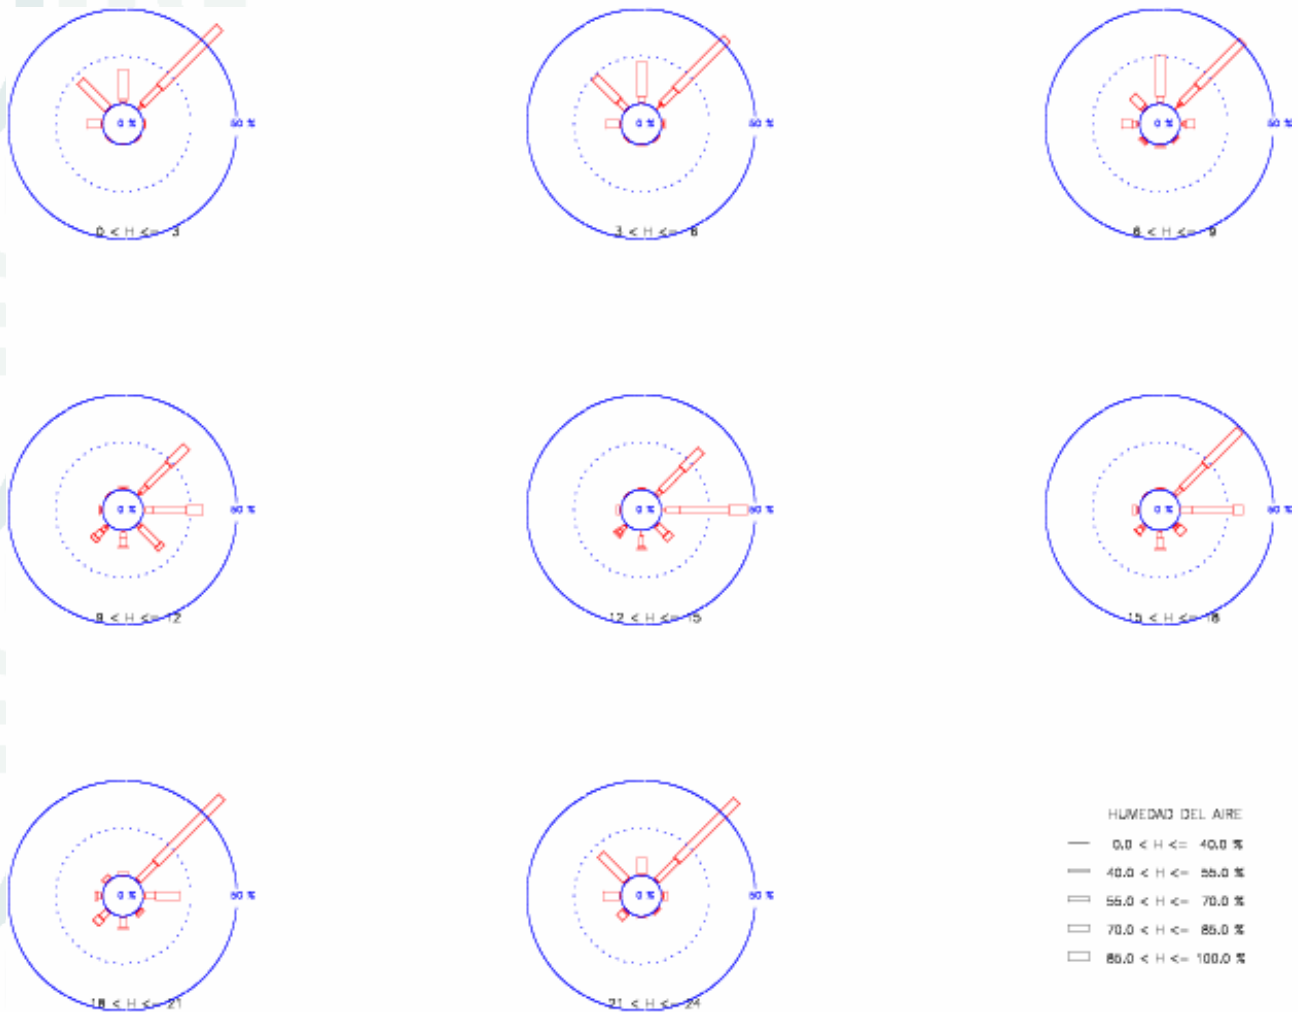 0 %
50 %
0 < H <= 3
0 %
50 %
3 < H <= 6
0 %
50 %
6 < H <= 9
0 %
50 %
9 < H <= 12
0 %
50 %
12 < H <= 15
0 %
50 %
15 < H <= 18
0 %
50 %
18 < H <= 21
0 %
50 %
21 < H <= 24
HUMEDAD DEL AIRE
0.0 < H <= 40.0 %
40.0 < H <= 55.0 %
55.0 < H <= 70.0 %
70.0 < H <= 85.0 %
85.0 < H <= 100.0 %